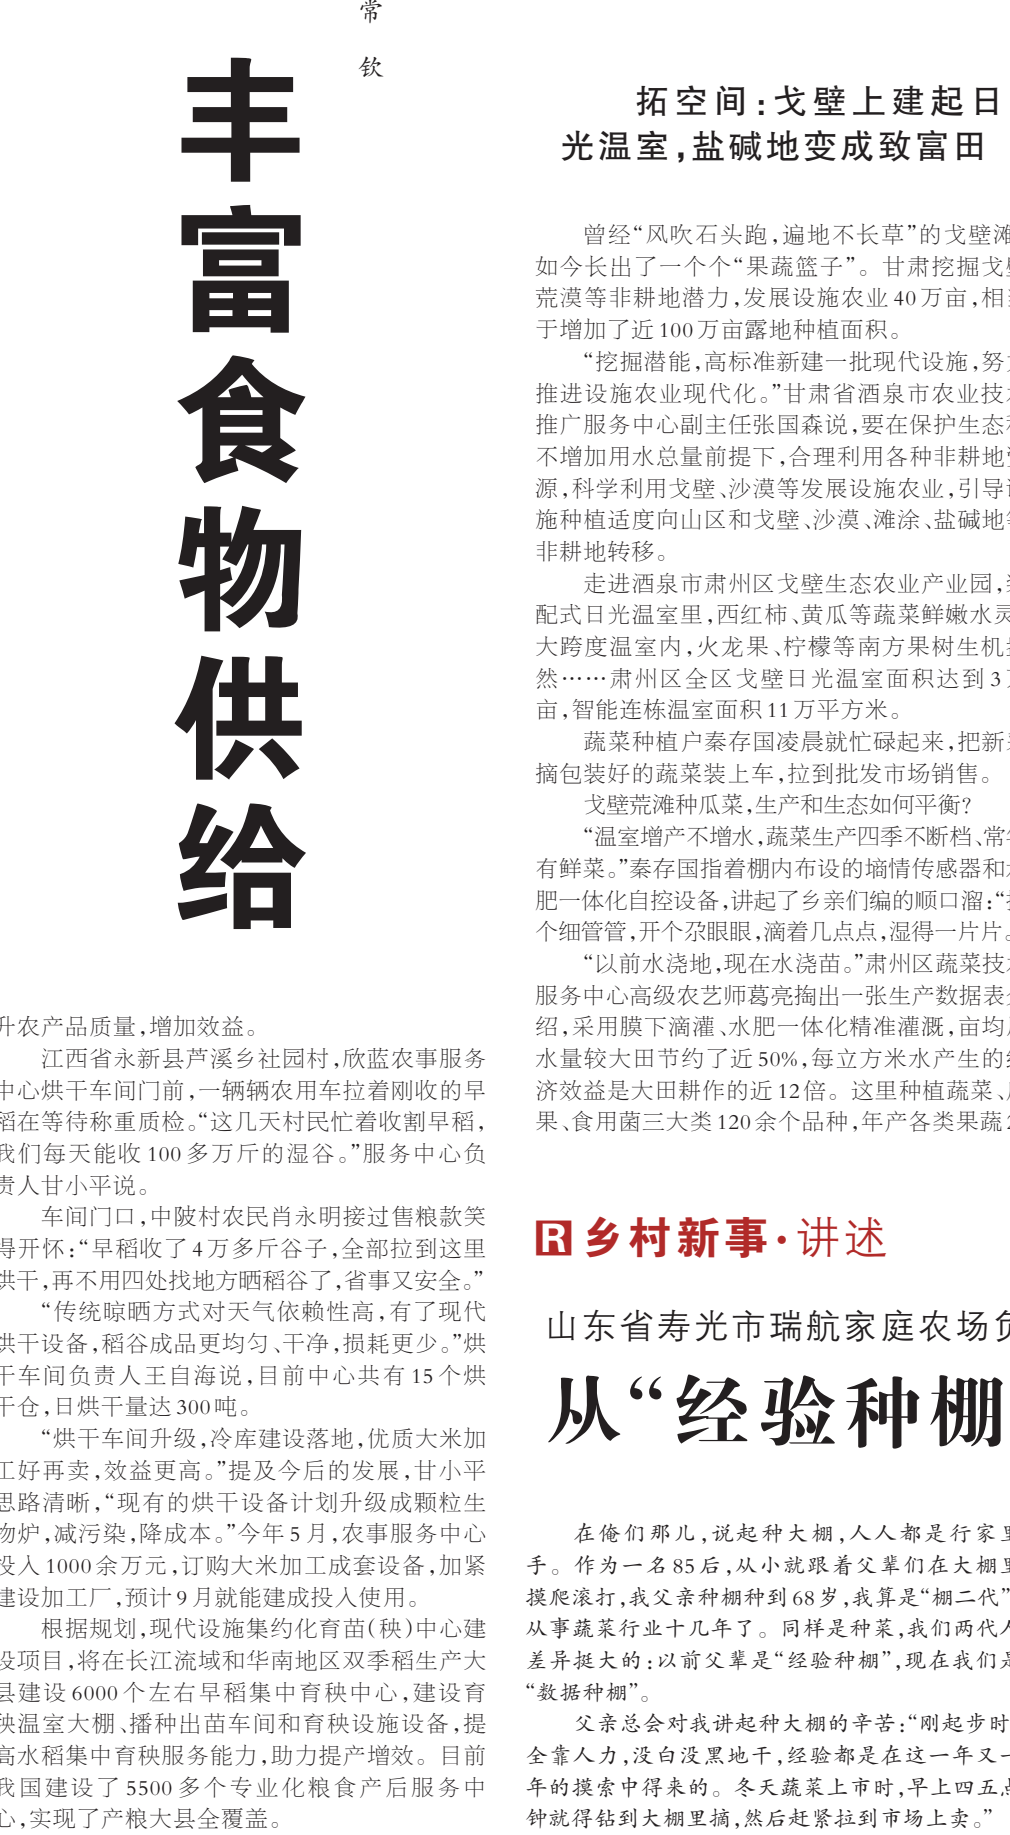 常
钦
丰
富
食
物
供
给
升农产品质量,增加效益。
江西省永新县芦溪乡社园村,欣蓝农事服务
中心烘干车间门前,一辆辆农用车拉着刚收的早
稻在等待称重质检。“这几天村民忙着收割早稻,
我们每天能收100多万斤的湿谷。”服务中心负
责人甘小平说。
车间门口,中陂村农民肖永明接过售粮款笑
得开怀:“早稻收了4万多斤谷子,全部拉到这里
烘干,再不用四处找地方晒稻谷了,省事又安全。”
“传统晾晒方式对天气依赖性高,有了现代
烘干设备,稻谷成品更均匀、干净,损耗更少。”烘
干车间负责人王自海说,目前中心共有15个烘
干仓,日烘干量达300吨。
“烘干车间升级,冷库建设落地,优质大米加
工好再卖,效益更高。”提及今后的发展,甘小平
思路清晰,“现有的烘干设备计划升级成颗粒生
物炉,减污染,降成本。”今年5月,农事服务中心
投入1000余万元,订购大米加工成套设备,加紧
建设加工厂,预计9月就能建成投入使用。
根据规划,现代设施集约化育苗(秧)中心建
设项目,将在长江流域和华南地区双季稻生产大
县建设6000个左右早稻集中育秧中心,建设育
秧温室大棚、播种出苗车间和育秧设施设备,提
高水稻集中育秧服务能力,助力提产增效。目前
我国建设了5500多个专业化粮食产后服务中
心,实现了产粮大县全覆盖。
拓空间:戈壁上建起日
光温室,盐碱地变成致富田
曾经“风吹石头跑,遍地不长草”的戈壁滩
如今长出了一个个“果蔬篮子”。甘肃挖掘戈壁
荒漠等非耕地潜力,发展设施农业40万亩,相当
于增加了近100万亩露地种植面积。
“挖掘潜能,高标准新建一批现代设施,努力
推进设施农业现代化。”甘肃省酒泉市农业技术
推广服务中心副主任张国森说,要在保护生态和
不增加用水总量前提下,合理利用各种非耕地资
源,科学利用戈壁、沙漠等发展设施农业,引导设
施种植适度向山区和戈壁、沙漠、滩涂、盐碱地等
非耕地转移。
走进酒泉市肃州区戈壁生态农业产业园,装
配式日光温室里,西红柿、黄瓜等蔬菜鲜嫩水灵
大跨度温室内,火龙果、柠檬等南方果树生机盎
然……肃州区全区戈壁日光温室面积达到3万
亩,智能连栋温室面积11万平方米。
蔬菜种植户秦存国凌晨就忙碌起来,把新采
摘包装好的蔬菜装上车,拉到批发市场销售。
戈壁荒滩种瓜菜,生产和生态如何平衡?
“温室增产不增水,蔬菜生产四季不断档、常年
有鲜菜。”秦存国指着棚内布设的墒情传感器和水
肥一体化自控设备,讲起了乡亲们编的顺口溜:“插
个细管管,开个尕眼眼,滴着几点点,湿得一片片。
“以前水浇地,现在水浇苗。”肃州区蔬菜技术
服务中心高级农艺师葛亮掏出一张生产数据表介
绍,采用膜下滴灌、水肥一体化精准灌溉,亩均用
水量较大田节约了近50%,每立方米水产生的经
济效益是大田耕作的近12倍。这里种植蔬菜、瓜
果、食用菌三大类120余个品种,年产各类果蔬2
R乡村新事·讲述
山东省寿光市瑞航家庭农场负
从“经验种棚
在俺们那儿,说起种大棚,人人都是行家里
手。作为一名85后,从小就跟着父辈们在大棚里
摸爬滚打,我父亲种棚种到68岁,我算是“棚二代”
从事蔬菜行业十几年了。同样是种菜,我们两代人
差异挺大的:以前父辈是“经验种棚”,现在我们是
“数据种棚”。
父亲总会对我讲起种大棚的辛苦:“刚起步时
全靠人力,没白没黑地干,经验都是在这一年又一
年的摸索中得来的。冬天蔬菜上市时,早上四五点
钟就得钻到大棚里摘,然后赶紧拉到市场上卖。”